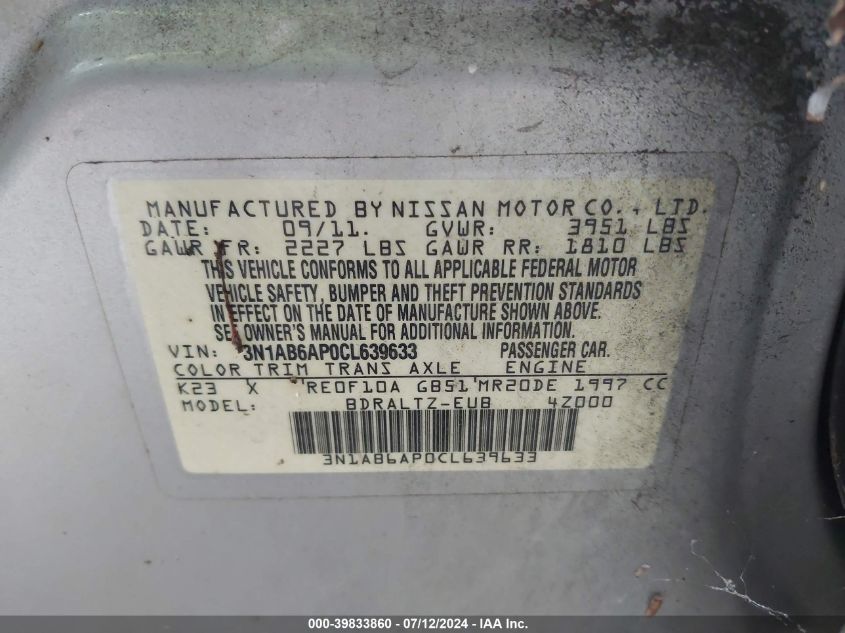 MANUFACTURED BY NISSAN MOTOR CO., LTD.
DATE: 09/11. GVWR: 3951 LBS
GAWR FR: 2227 LBS GAWR RR: 1810 LBS
THIS VEHICLE CONFORMS TO ALL APPLICABLE FEDERAL MOTOR
VEHICLE SAFETY, BUMPER AND THEFT PREVENTION STANDARDS
IN EFFECT ON THE DATE OF MANUFACTURE SHOWN ABOVE.
SEE OWNER'S MANUAL FOR ADDITIONAL INFORMATION.
VIN: 3N1AB6AP0CL639633 PASSENGER CAR.
COLOR TRIM TRANS AXLE ENGINE
K23 X RE0F10A GB51 MR20DE 1997 CC
MODEL: BDRALTZ-EUB 4Z000
3N1AB6AP0CL639633
000-39833860 - 07/12/2024 - IAA Inc.